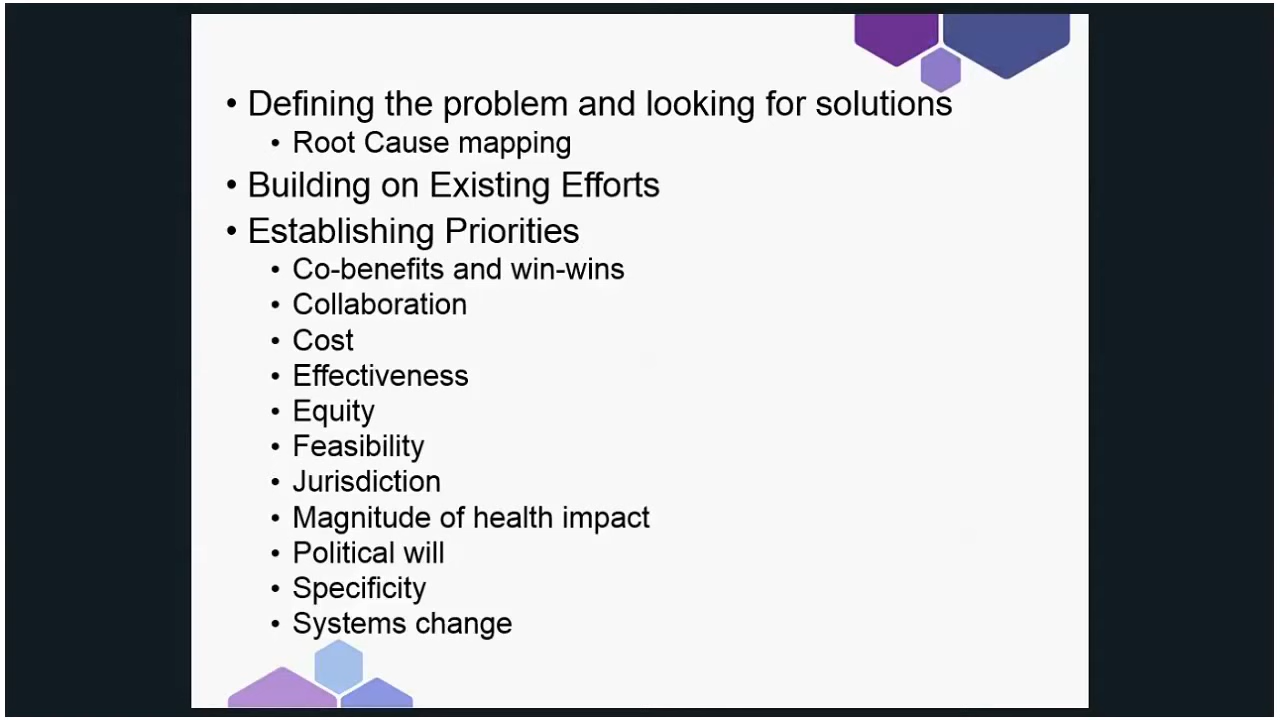 • Defining the problem and looking for solutions
• Root Cause mapping
• Building on Existing Efforts
• Establishing Priorities
• Co-benefits and win-wins
• Collaboration
• Cost
• Effectiveness
• Equity
• Feasibility
• Jurisdiction
• Magnitude of health impact
• Political will
• Specificity
• Systems change